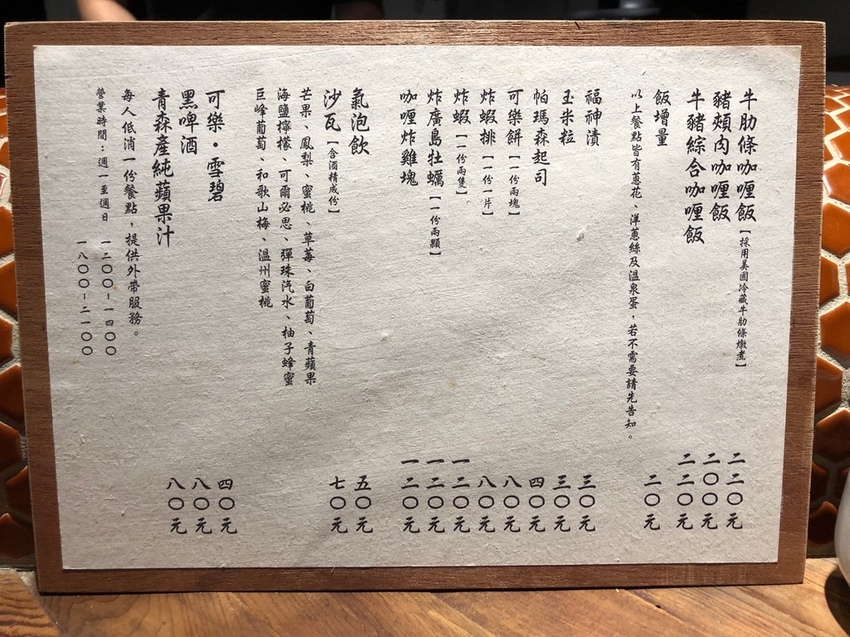 牛肋條咖喱飯【採用美國冷藏牛肋條燉煮】 二二〇元
豬頰肉咖喱飯 二〇〇元
牛豬綜合咖喱飯 二二〇元
飯增量 二〇元
以上餐點皆有蔥花、洋蔥絲及溫泉蛋，若不需要請先告知。
福神漬 三〇元
玉米粒 三〇元
帕瑪森起司 四〇元
可樂餅【一份兩塊】 八〇元
炸蝦排【一份一片】 八〇元
炸蝦【一份兩隻】 一二〇元
炸廣島牡蠣【一份兩顆】 一二〇元
咖喱炸雞塊 一二〇元
氣泡飲 五〇元
沙瓦【含酒精成份】 七〇元
芒果、鳳梨、蜜桃、草莓、白葡萄、青蘋果
海鹽檸檬、可爾必思、彈珠汽水、柚子蜂蜜
巨峰葡萄、和歌山梅、溫州蜜桃
可樂・雪碧 四〇元
黑啤酒 八〇元
青森產純蘋果汁 八〇元
每人低消一份餐點，提供外帶服務。
營業時間：週一至週日 一二〇〇-一四〇〇
一八〇〇-二一〇〇